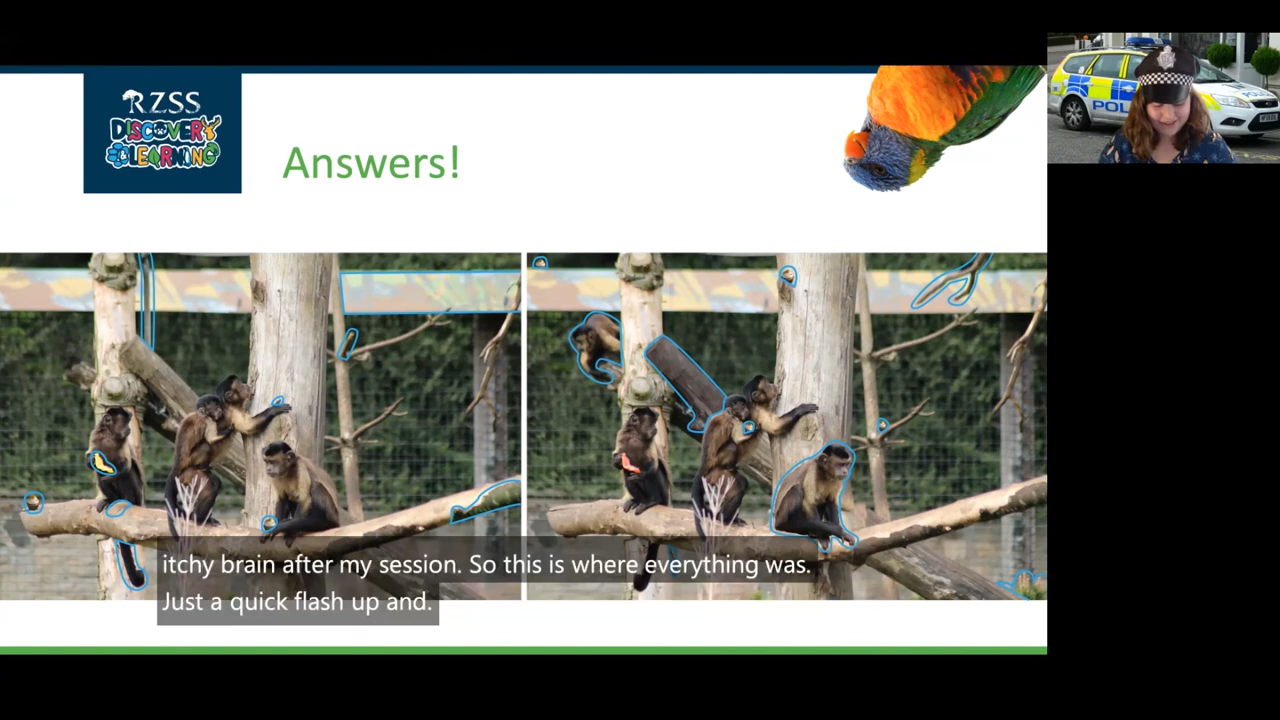 RZSS
DISCOVERY
& LEARNING
Answers!
POLICE
itchy brain after my session. So this is where everything was.
Just a quick flash up and.